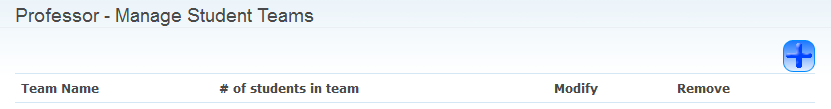 Professor - Manage Student Teams
Team Name # of students in team Modify Remove